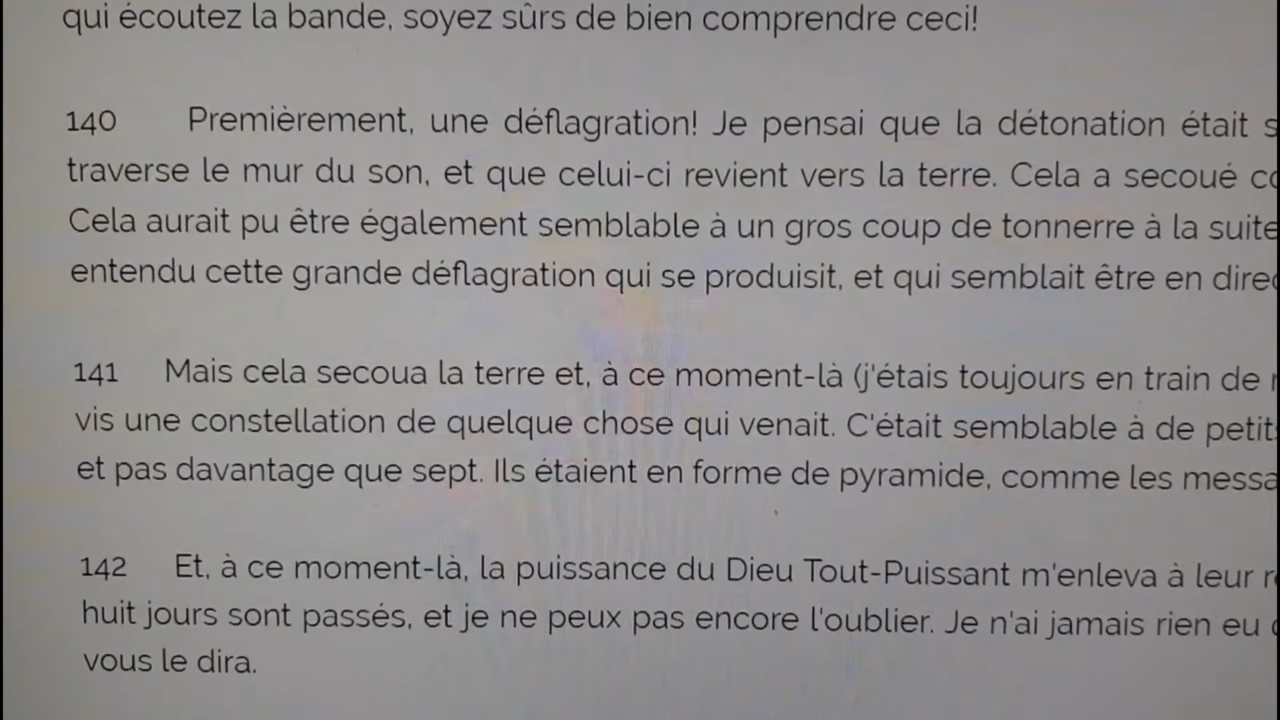 qui écoutez la bande, soyez sûrs de bien comprendre ceci!
140 Premièrement, une déflagration! Je pensai que la détonation était
traverse le mur du son, et que celui-ci revient vers la terre. Cela a secoué
Cela aurait pu être également semblable à un gros coup de tonnerre à la suite
entendu cette grande déflagration qui se produisit, et qui semblait être en
141 Mais cela secoua la terre et, à ce moment-là (j'étais toujours en train de
vis une constellation de quelque chose qui venait. C'était semblable à de
et pas davantage que sept. Ils étaient en forme de pyramide, comme les
142 Et, à ce moment-là, la puissance du Dieu Tout-Puissant m'enleva à leur
huit jours sont passés, et je ne peux pas encore l'oublier. Je n'ai jamais rien eu
vous le dira.